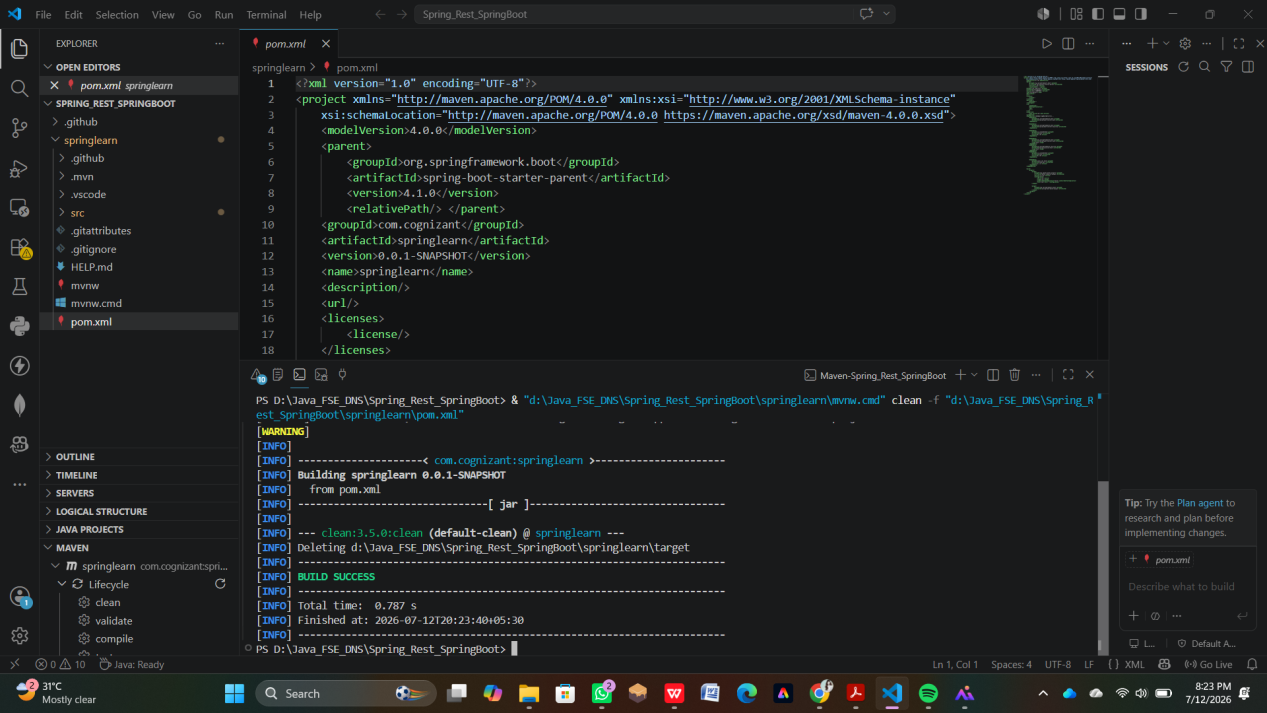 File Edit Selection View Go Run Terminal Help
Spring_Rest_SpringBoot
EXPLORER
OPEN EDITORS
pom.xml springlearn
SPRING_REST_SPRINGBOOT
.github
springlearn
.github
.mvn
.vscode
src
.gitattributes
.gitignore
HELP.md
mvnw
mvnw.cmd
pom.xml
OUTLINE
TIMELINE
SERVERS
LOGICAL STRUCTURE
JAVA PROJECTS
MAVEN
springlearn com.cognizant:spri...
Lifecycle
clean
validate
compile
pom.xml
springlearn > pom.xml
1 <?xml version="1.0" encoding="UTF-8"?>
2 <project xmlns="http://maven.apache.org/POM/4.0.0" xmlns:xsi="http://www.w3.org/2001/XMLSchema-instance"
3 xsi:schemaLocation="http://maven.apache.org/POM/4.0.0 https://maven.apache.org/xsd/maven-4.0.0.xsd">
4 <modelVersion>4.0.0</modelVersion>
5 <parent>
6 <groupId>org.springframework.boot</groupId>
7 <artifactId>spring-boot-starter-parent</artifactId>
8 <version>4.1.0</version>
9 <relativePath/> </parent>
10 <groupId>com.cognizant</groupId>
11 <artifactId>springlearn</artifactId>
12 <version>0.0.1-SNAPSHOT</version>
13 <name>springlearn</name>
14 <description/>
15 <url/>
16 <licenses>
17 <license/>
18 </licenses>
10
Maven-Spring_Rest_SpringBoot
PS D:\Java_FSE_DNS\Spring_Rest_SpringBoot> & "d:\Java_FSE_DNS\Spring_Rest_SpringBoot\springlearn\mvnw.cmd" clean -f "d:\Java_FSE_DNS\Spring_R
est_SpringBoot\springlearn\pom.xml"
[WARNING]
[INFO]
[INFO] ---------------------< com.cognizant:springlearn >----------------------
[INFO] Building springlearn 0.0.1-SNAPSHOT
[INFO] from pom.xml
[INFO] --------------------------------[ jar ]---------------------------------
[INFO]
[INFO] --- clean:3.5.0:clean (default-clean) @ springlearn ---
[INFO] Deleting d:\Java_FSE_DNS\Spring_Rest_SpringBoot\springlearn\target
[INFO] ------------------------------------------------------------------------
[INFO] BUILD SUCCESS
[INFO] ------------------------------------------------------------------------
[INFO] Total time: 0.787 s
[INFO] Finished at: 2026-07-12T20:23:40+05:30
[INFO] ------------------------------------------------------------------------
PS D:\Java_FSE_DNS\Spring_Rest_SpringBoot>
SESSIONS
Tip: Try the Plan agent to
research and plan before
implementing changes.
pom.xml
Describe what to build
L...
Default A...
1
0 10 Java: Ready
Ln 1, Col 1 Spaces: 4 UTF-8 LF {} XML Go Live
2
31°C
Mostly clear
Search
2
8:23 PM
7/12/2026